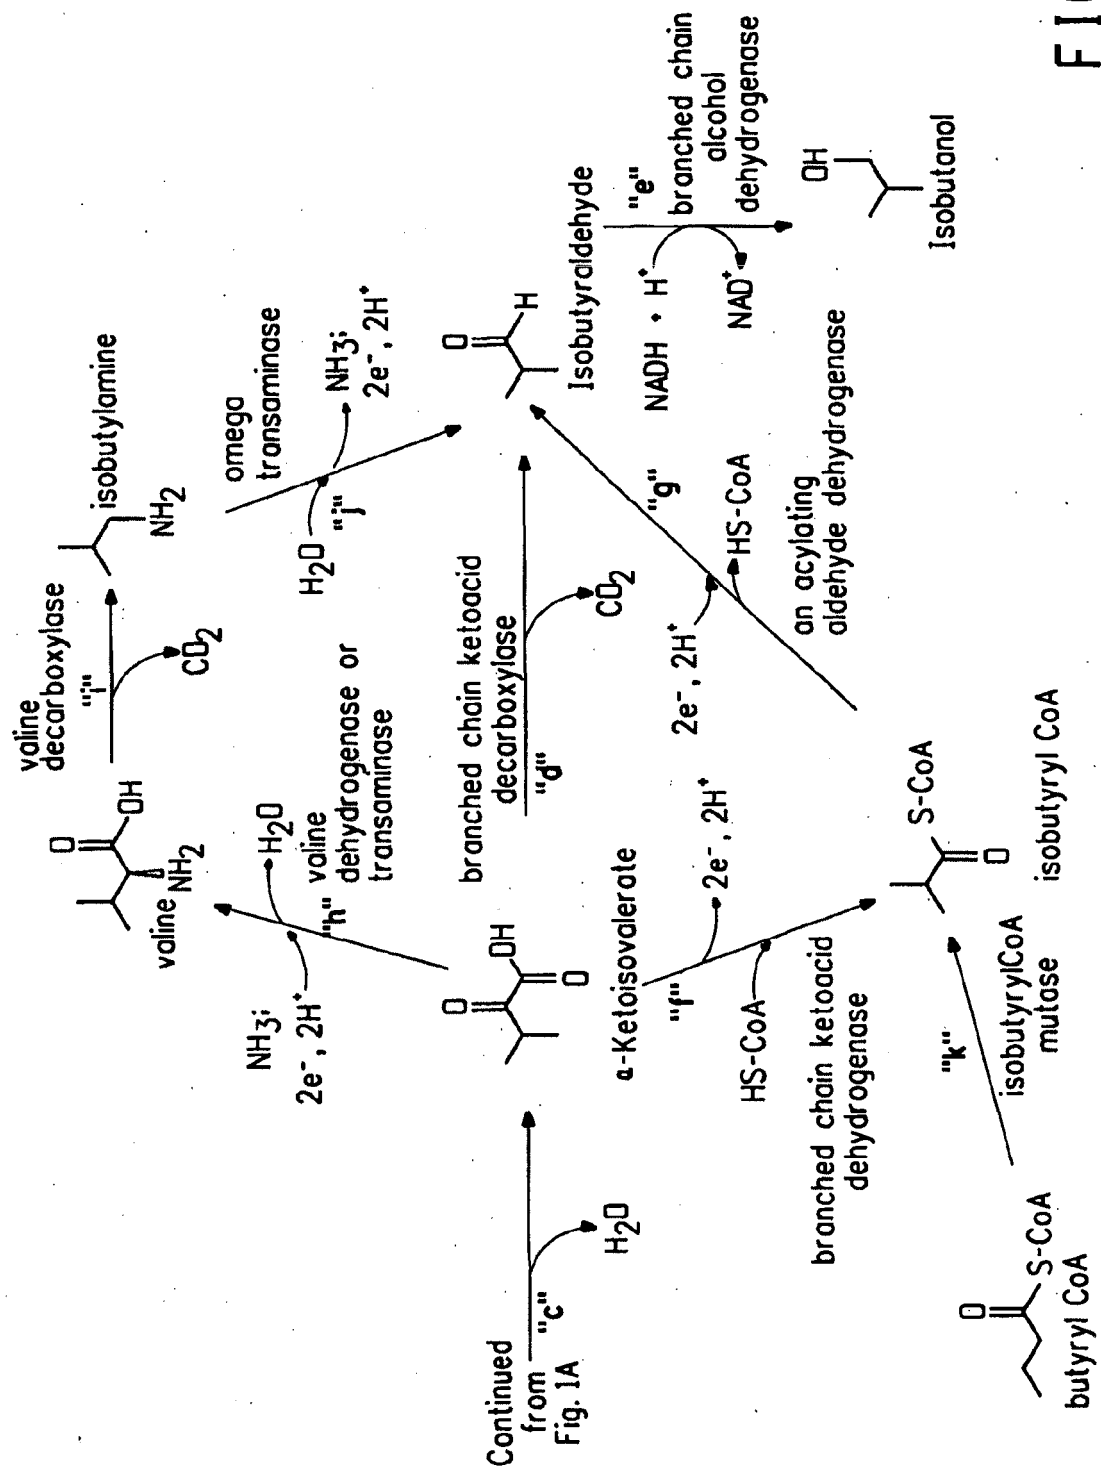 valine
decarboxylase
"i"
CO2
isobutylamine
NH2
O
OH
NH2
valine
omega
transaminase
H2O
"j"
NH3;
2e-, 2H+
NH3;
2e-, 2H+
"h"
H2O
valine
dehydrogenase or
transaminase
branched chain ketoacid
decarboxylase
"d"
CO2
Continued
from
Fig. 1A
"c"
H2O
O
OH
O
α-Ketoisovalerate
O
H
Isobutyraldehyde
"e"
branched chain
alcohol
dehydrogenase
NADH + H+
NAD+
OH
Isobutanol
"f"
HS-CoA
2e-, 2H+
branched chain ketoacid
dehydrogenase
"g"
2e-, 2H+
HS-CoA
an acylating
aldehyde dehydrogenase
S-CoA
O
isobutyryl CoA
"k"
isobutyrylCoA
mutase
O
S-CoA
butyryl CoA